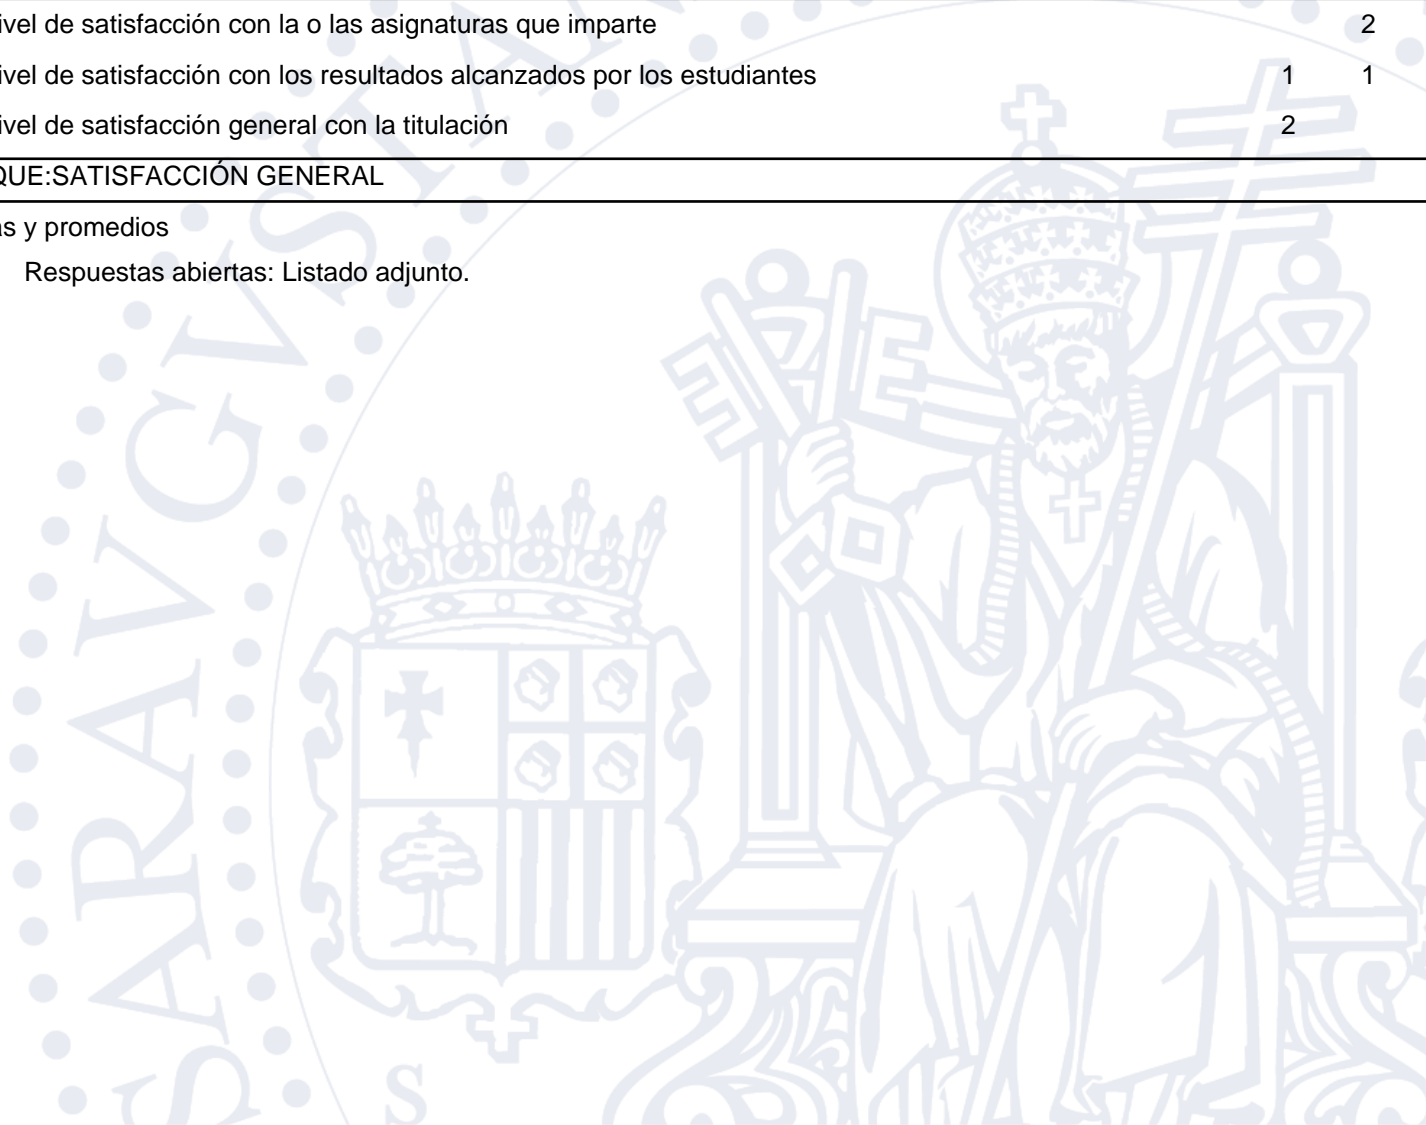 ivel de satisfacción con la o las asignaturas que imparte 2
ivel de satisfacción con los resultados alcanzados por los estudiantes 1 1
ivel de satisfacción general con la titulación 2
QUE:SATISFACCIÓN GENERAL
as y promedios
Respuestas abiertas: Listado adjunto.
SARAVGVSTAN
S